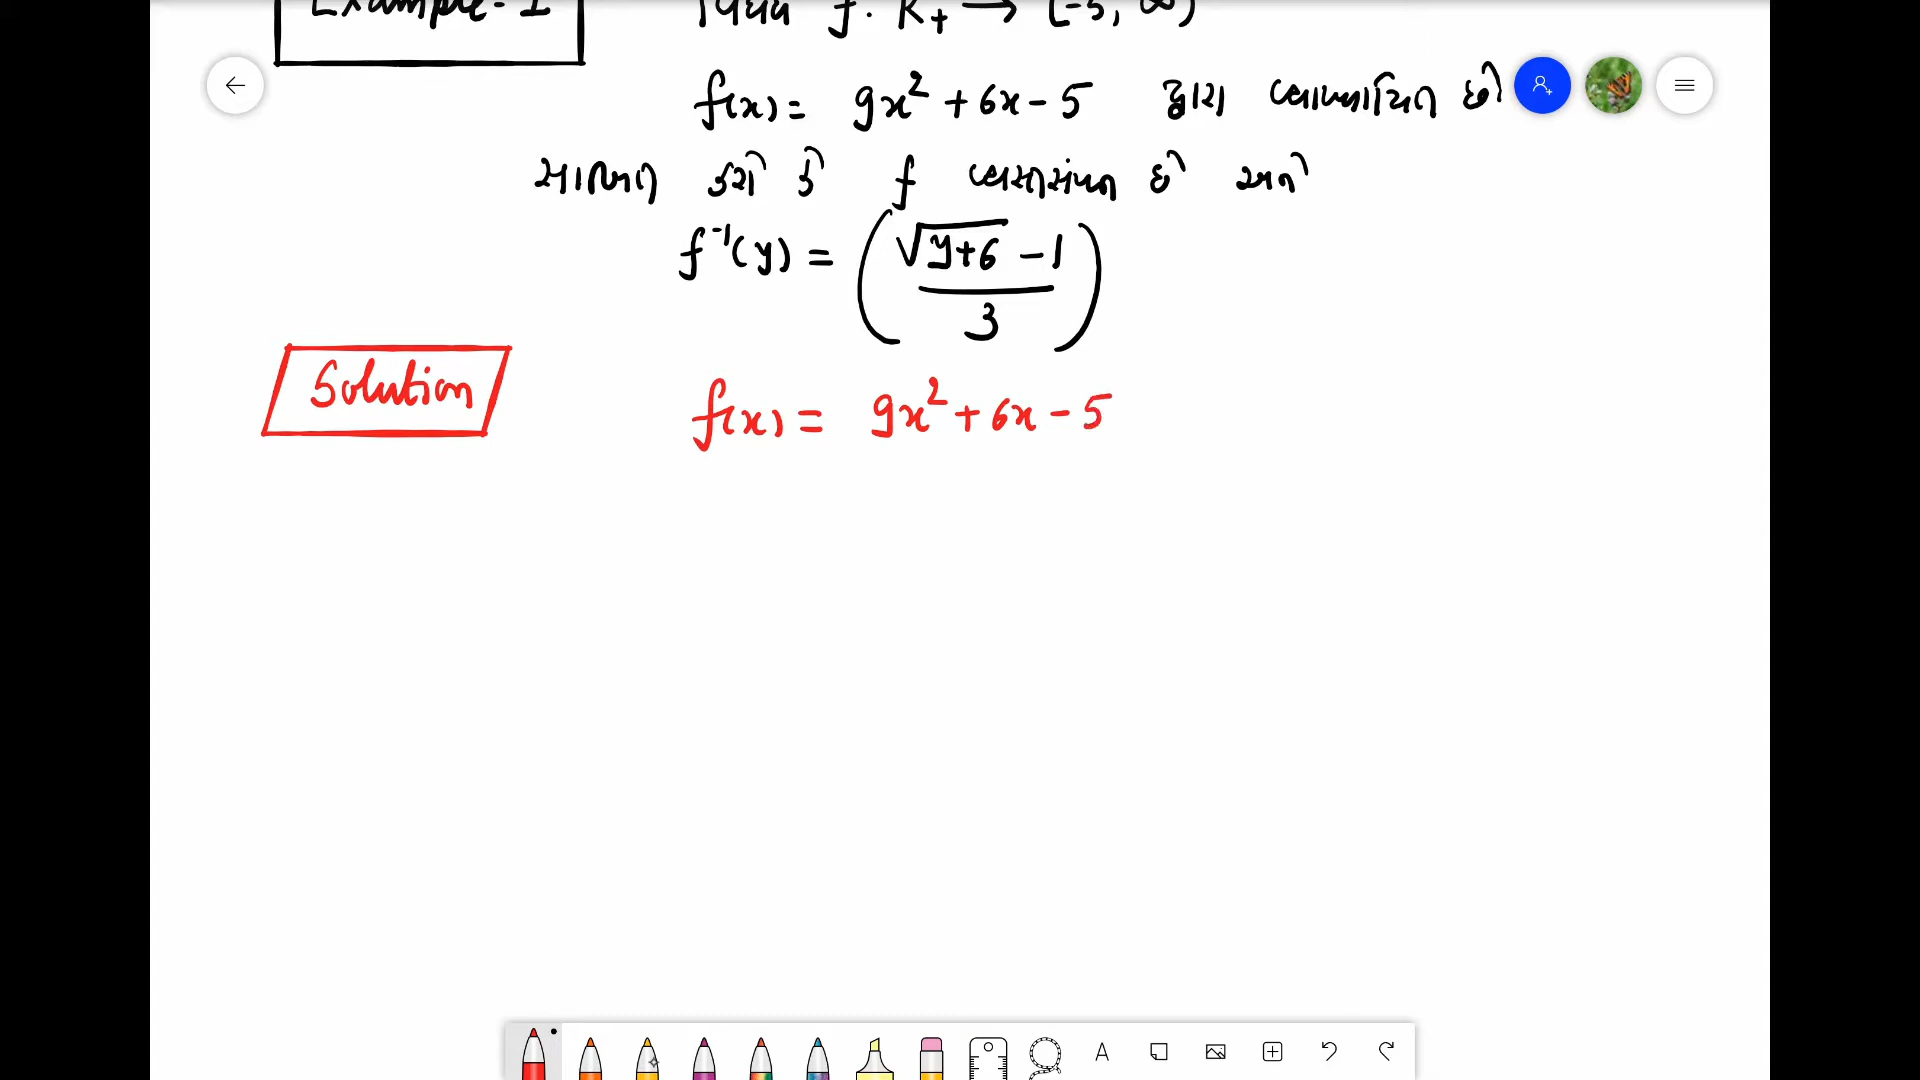 Example - 1 વિધેય f: R₊ → [-5, ∞)
f(x) = 9x² + 6x - 5 દ્વારા વ્યાખ્યાયિત છે
સાબિત કરો કે f વ્યસ્તસંપન્ન છે અને
f⁻¹(y) = ((√(y+6) - 1)/3)
Solution f(x) = 9x² + 6x - 5
A